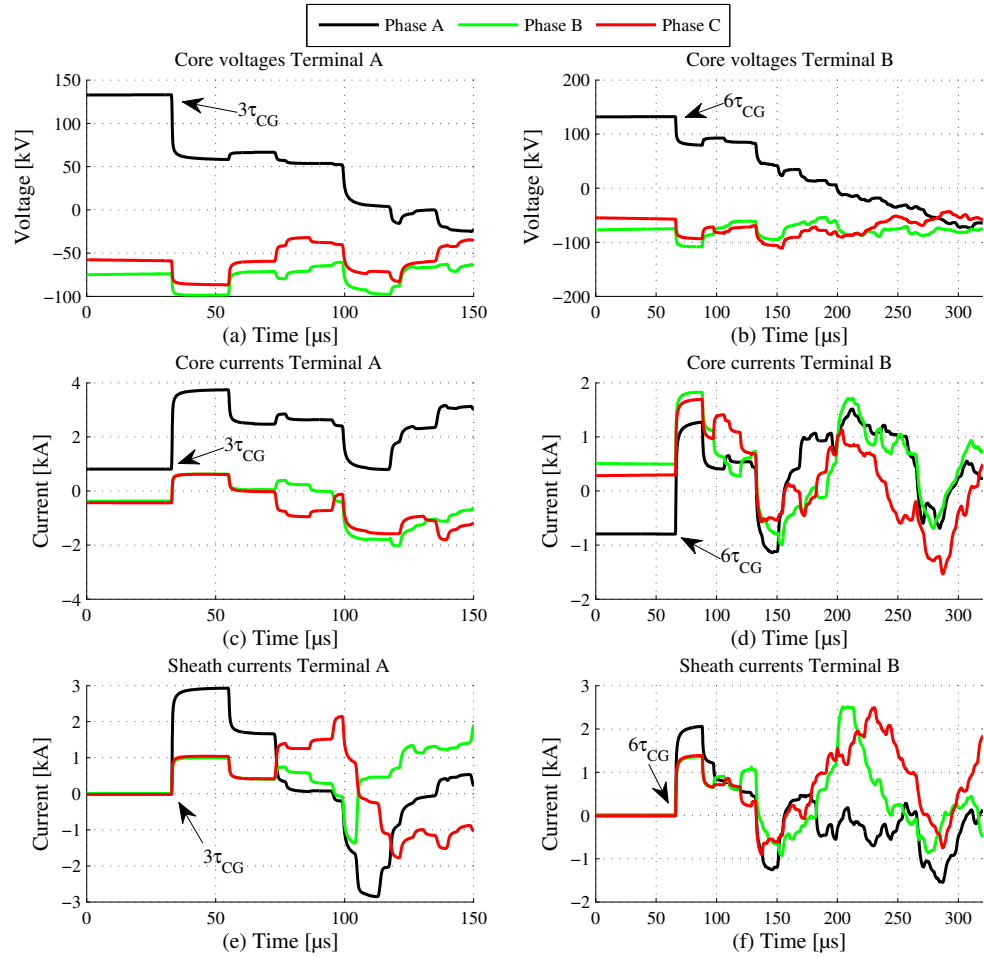 Phase A Phase B Phase C
Core voltages Terminal A
Voltage [kV]
150
100
50
0
−50
−100
3τCG
0 50 100 150
(a) Time [µs]
Core voltages Terminal B
Voltage [kV]
200
100
0
−100
−200
6τCG
0 50 100 150 200 250 300
(b) Time [µs]
Core currents Terminal A
Current [kA]
4
2
0
−2
−4
3τCG
0 50 100 150
(c) Time [µs]
Core currents Terminal B
Current [kA]
2
1
0
−1
2
6τCG
0 50 100 150 200 250 300
(d) Time [µs]
Sheath currents Terminal A
Current [kA]
3
2
1
0
−1
−2
−3
3τCG
0 50 100 150
(e) Time [µs]
Sheath currents Terminal B
Current [kA]
3
2
1
0
−1
2
6τCG
0 50 100 150 200 250 300
(f) Time [µs]